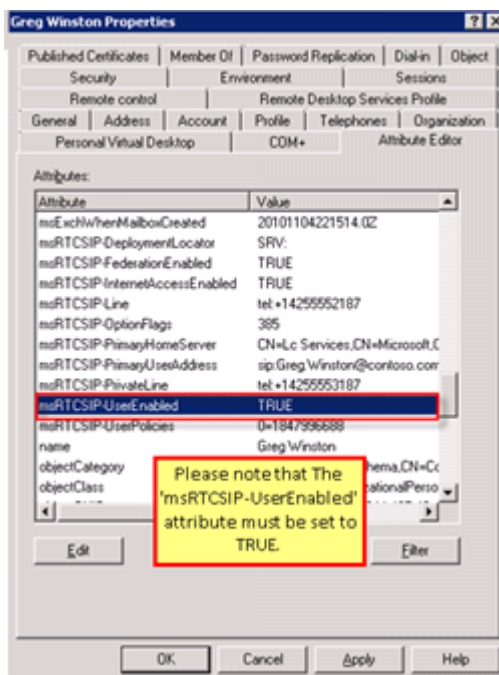 Greg Winston Properties
Published Certificates Member Of Password Replication Dial-in Object
Security Environment Sessions
Remote control Remote Desktop Services Profile
General Address Account Profile Telephones Organization
Personal Virtual Desktop COM+ Attribute Editor
Attributes:
Attribute Value
msExchWhenMailboxCreated 20101104221514.0Z
msRTCSIP-DeploymentLocator SRV:
msRTCSIP-FederationEnabled TRUE
msRTCSIP-InternetAccessEnabled TRUE
msRTCSIP-Line tel:+14255552187
msRTCSIP-OptionFlags 385
msRTCSIP-PrimaryHomeServer CN=Lc Services,CN=Microsoft,C
msRTCSIP-PrimaryUserAddress sip:Greg.Winston@contoso.com
msRTCSIP-PrivateLine tel:+14255553187
msRTCSIP-UserEnabled TRUE
msRTCSIP-UserPolicies 0=1847996688
name Greg Winston
objectCategory hema,CN=Cc
objectClass zationalPerso
Please note that The
'msRTCSIP-UserEnabled'
attribute must be set to
TRUE.
Edit Filter
OK Cancel Apply Help